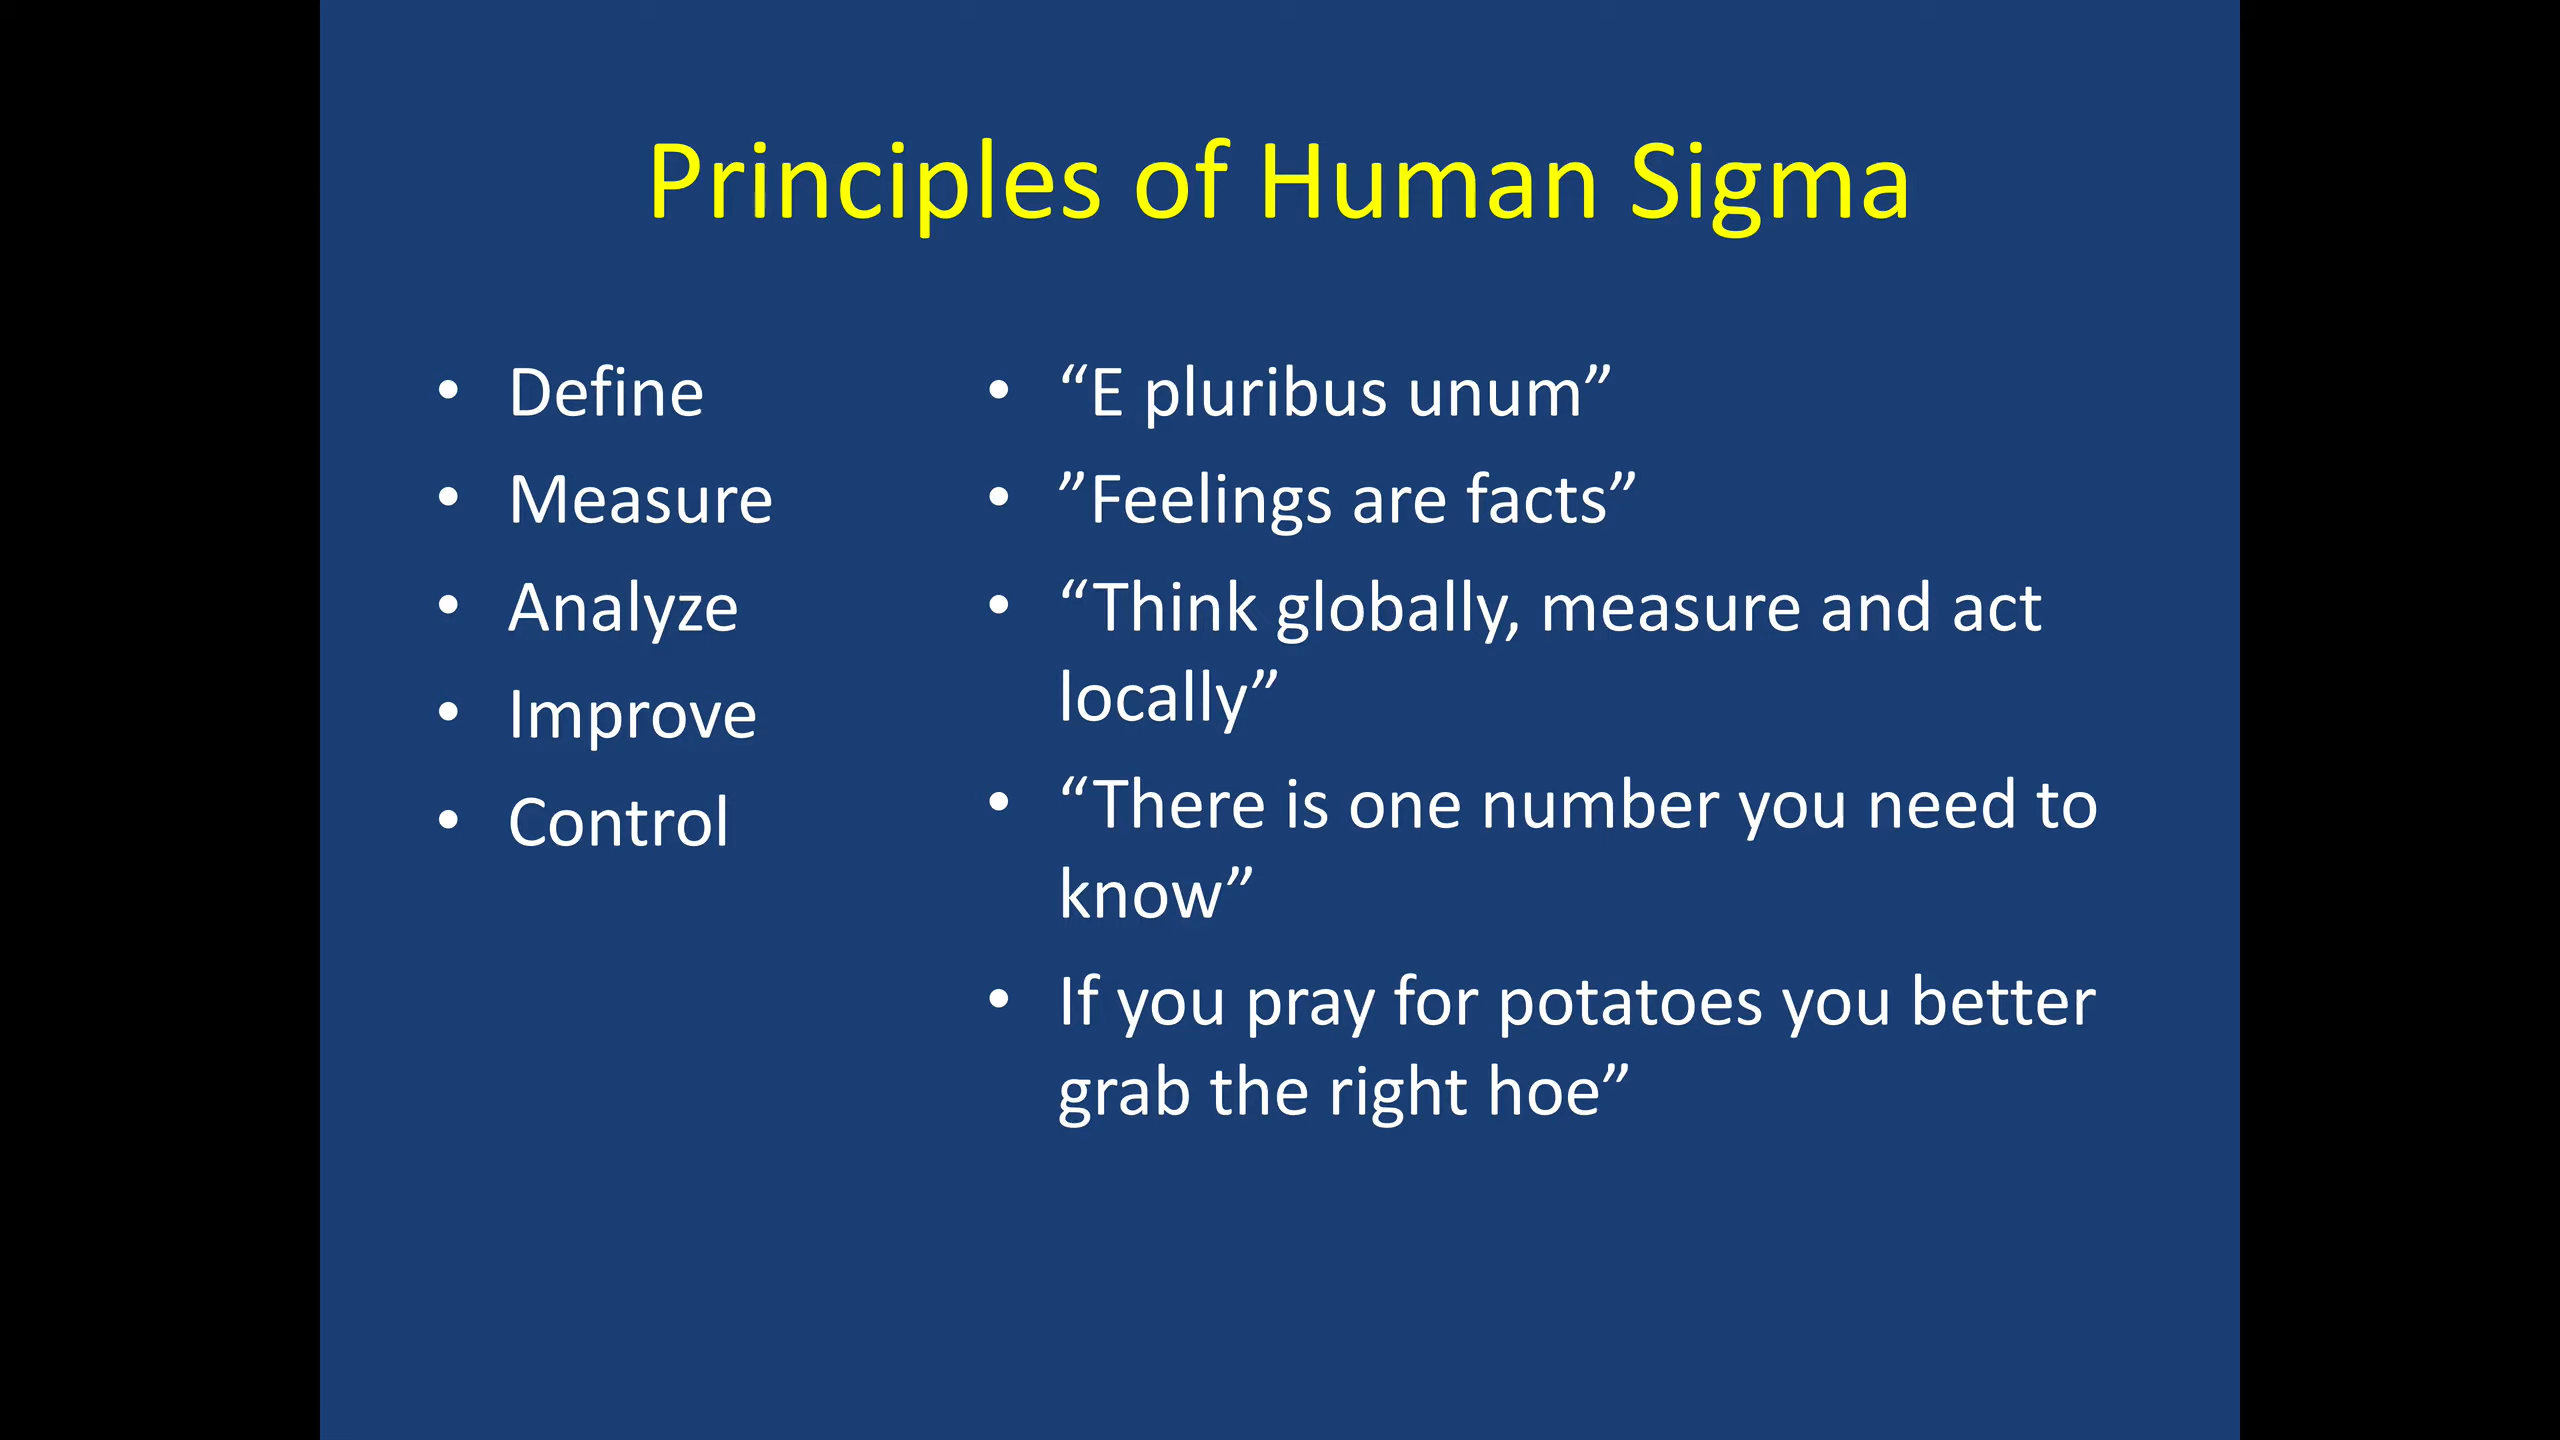 Principles of Human Sigma
• Define
• Measure
• Analyze
• Improve
• Control
• “E pluribus unum”
• ”Feelings are facts”
• “Think globally, measure and act
locally”
• “There is one number you need to
know”
• If you pray for potatoes you better
grab the right hoe”